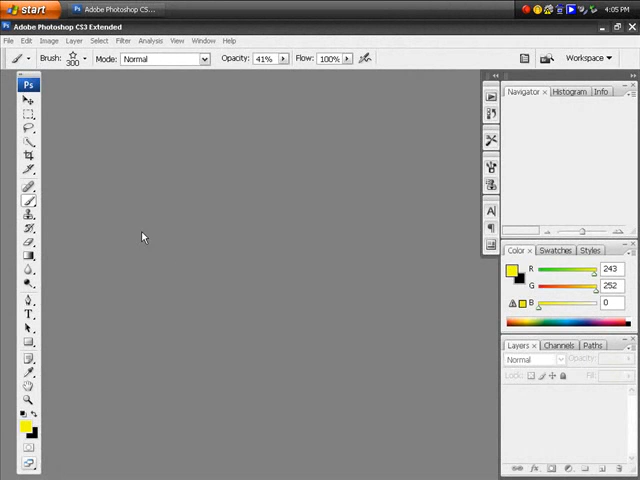 start
Adobe Photoshop CS...
4:05 PM
Adobe Photoshop CS3 Extended
File Edit Image Layer Select Filter Analysis View Window Help
Brush: 300 Mode: Normal Opacity: 41% Flow: 100% Workspace
Ps
Navigator × Histogram Info
Color × Swatches Styles
R 243
G 252
B 0
Layers × Channels Paths
Normal Opacity:
Lock: Fill:
A
T